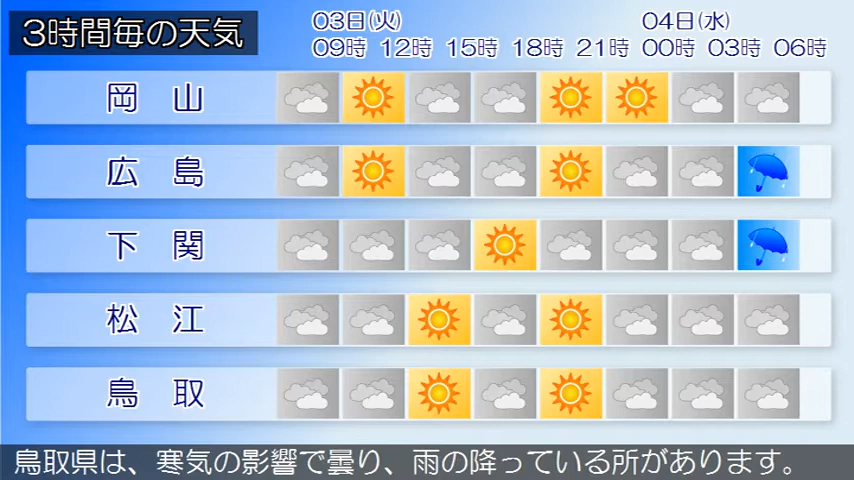 3時間毎の天気
03日(火) 04日(水)
09時 12時 15時 18時 21時 00時 03時 06時
岡 山
広 島
下 関
松 江
鳥 取
鳥取県は、寒気の影響で曇り、雨の降っている所があります。